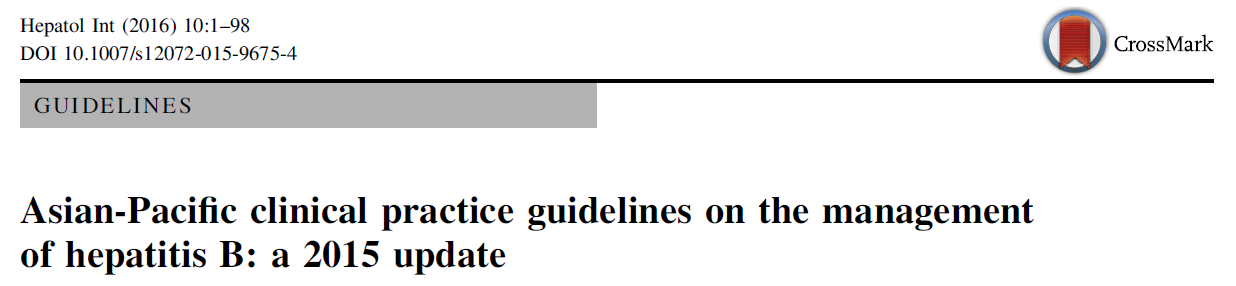 Hepatol Int (2016) 10:1–98
DOI 10.1007/s12072-015-9675-4
CrossMark
GUIDELINES
Asian-Pacific clinical practice guidelines on the management
of hepatitis B: a 2015 update